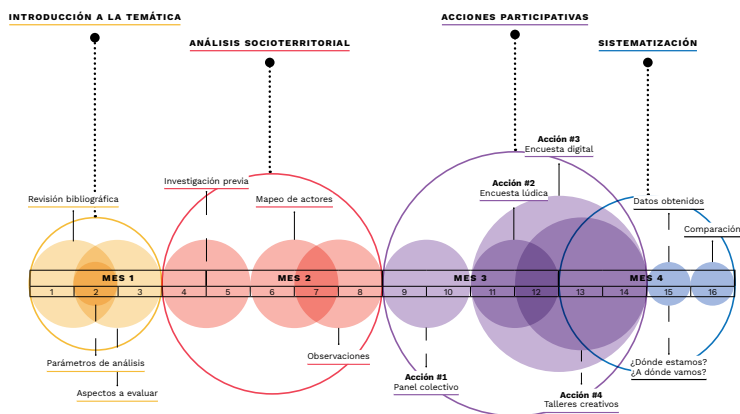 INTRODUCCIÓN A LA TEMÁTICA
ANÁLISIS SOCIOTERRITORIAL
ACCIONES PARTICIPATIVAS
SISTEMATIZACIÓN
Revisión bibliográfica
Investigación previa
Mapeo de actores
Acción #2
Encuesta lúdica
Acción #3
Encuesta digital
Datos obtenidos
Comparación
MES 1
MES 2
MES 3
MES 4
1 2 3 4 5 6 7 8 9 10 11 12 13 14 15 16
Parámetros de análisis
Aspectos a evaluar
Observaciones
Acción #1
Panel colectivo
Acción #4
Talleres creativos
¿Dónde estamos?
¿A dónde vamos?